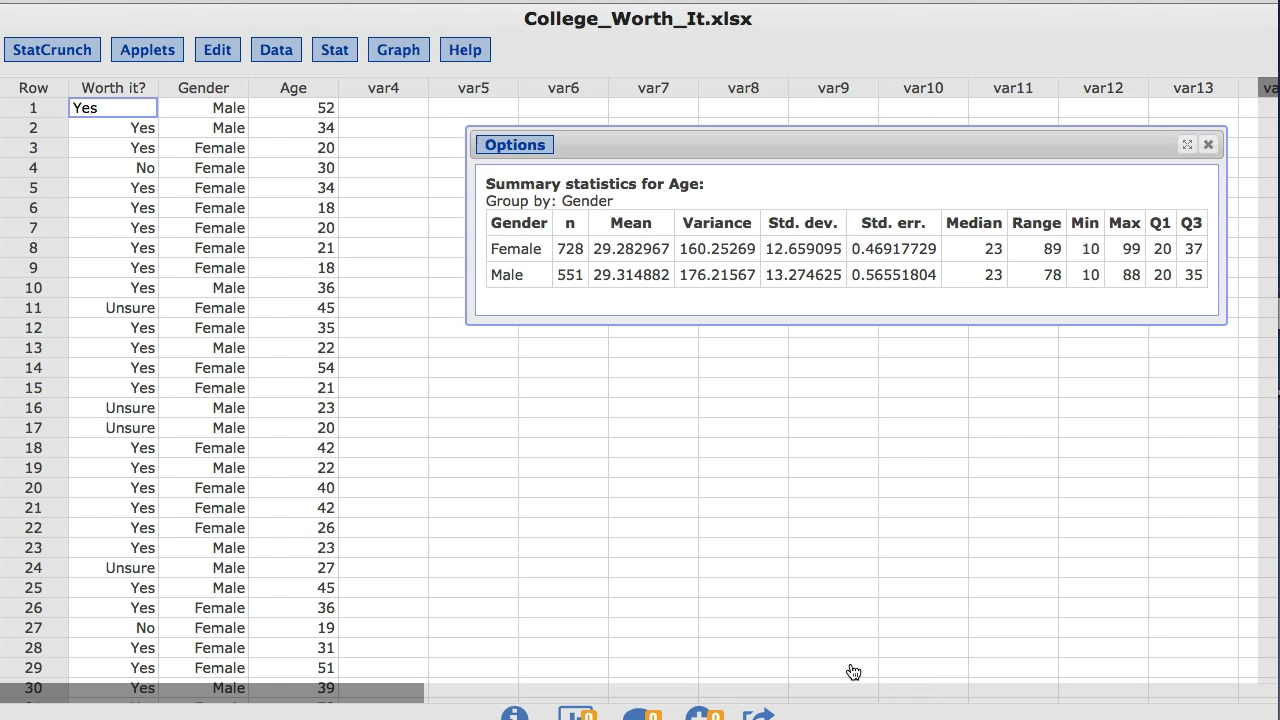 College_Worth_It.xlsx
StatCrunch Applets Edit Data Stat Graph Help
Row Worth it? Gender Age var4 var5 var6 var7 var8 var9 var10 var11 var12 var13 va
1 Yes Male 52
2 Yes Male 34
3 Yes Female 20
4 No Female 30
5 Yes Female 34
6 Yes Female 18
7 Yes Female 20
8 Yes Female 21
9 Yes Female 18
10 Yes Male 36
11 Unsure Female 45
12 Yes Female 35
13 Yes Male 22
14 Yes Female 54
15 Yes Female 21
16 Unsure Male 23
17 Unsure Male 20
18 Yes Female 42
19 Yes Male 22
20 Yes Female 40
21 Yes Female 42
22 Yes Female 26
23 Yes Male 23
24 Unsure Male 27
25 Yes Male 45
26 Yes Female 36
27 No Female 19
28 Yes Female 31
29 Yes Female 51
30 Yes Male 39
Options
Summary statistics for Age:
Group by: Gender
Gender n Mean Variance Std. dev. Std. err. Median Range Min Max Q1 Q3
Female 728 29.282967 160.25269 12.659095 0.46917729 23 89 10 99 20 37
Male 551 29.314882 176.21567 13.274625 0.56551804 23 78 10 88 20 35